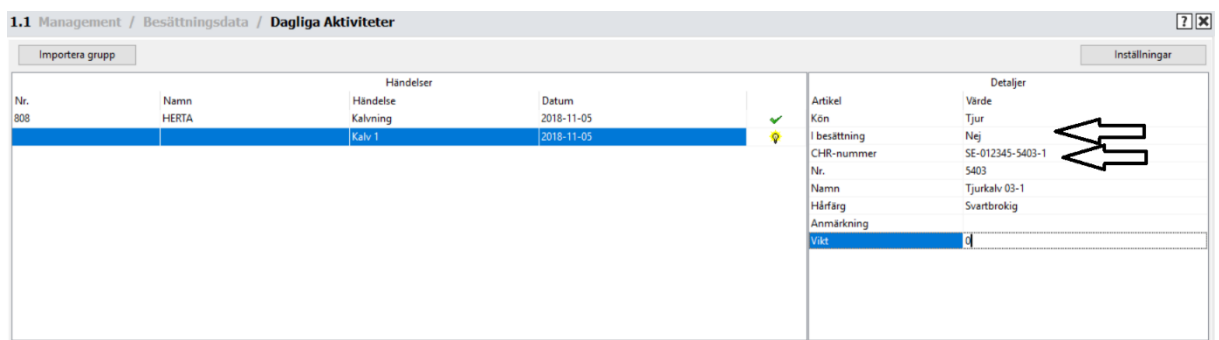 1.1 Management / Besättningsdata / Dagliga Aktiviteter ? X
Importera grupp Inställningar
Händelser Detaljer
Nr. Namn Händelse Datum Artikel Värde
808 HERTA Kalvning 2018-11-05 Kön Tjur
Kalv 1 2018-11-05 I besättning Nej
CHR-nummer SE-012345-5403-1
Nr. 5403
Namn Tjurkalv 03-1
Hårfärg Svartbrokig
Anmärkning
Vikt 0